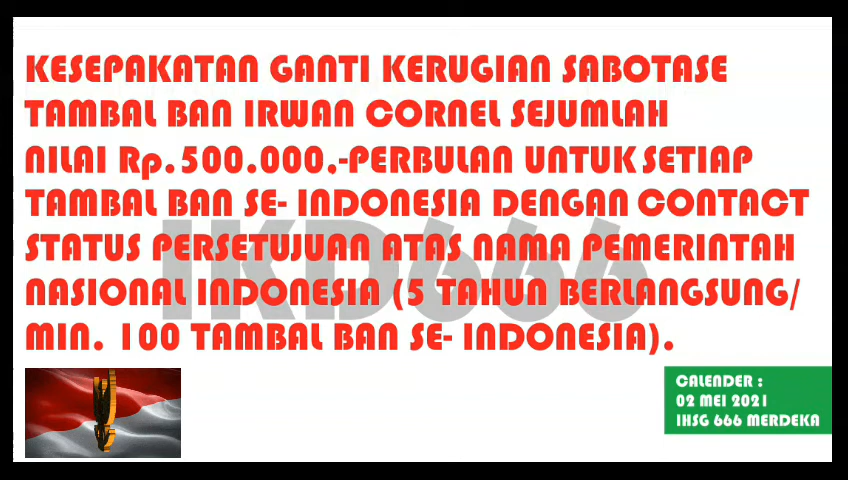 KESEPAKATAN GANTI KERUGIAN SABOTASE
TAMBAL BAN IRWAN CORNEL SEJUMLAH
NILAI Rp.500.000,-PERBULAN UNTUK SETIAP
TAMBAL BAN SE- INDONESIA DENGAN CONTACT
STATUS PERSETUJUAN ATAS NAMA PEMERINTAH
NASIONAL INDONESIA (5 TAHUN BERLANGSUNG/
MIN. 100 TAMBAL BAN SE- INDONESIA).
IKD666
CALENDER :
02 MEI 2021
IHSG 666 MERDEKA